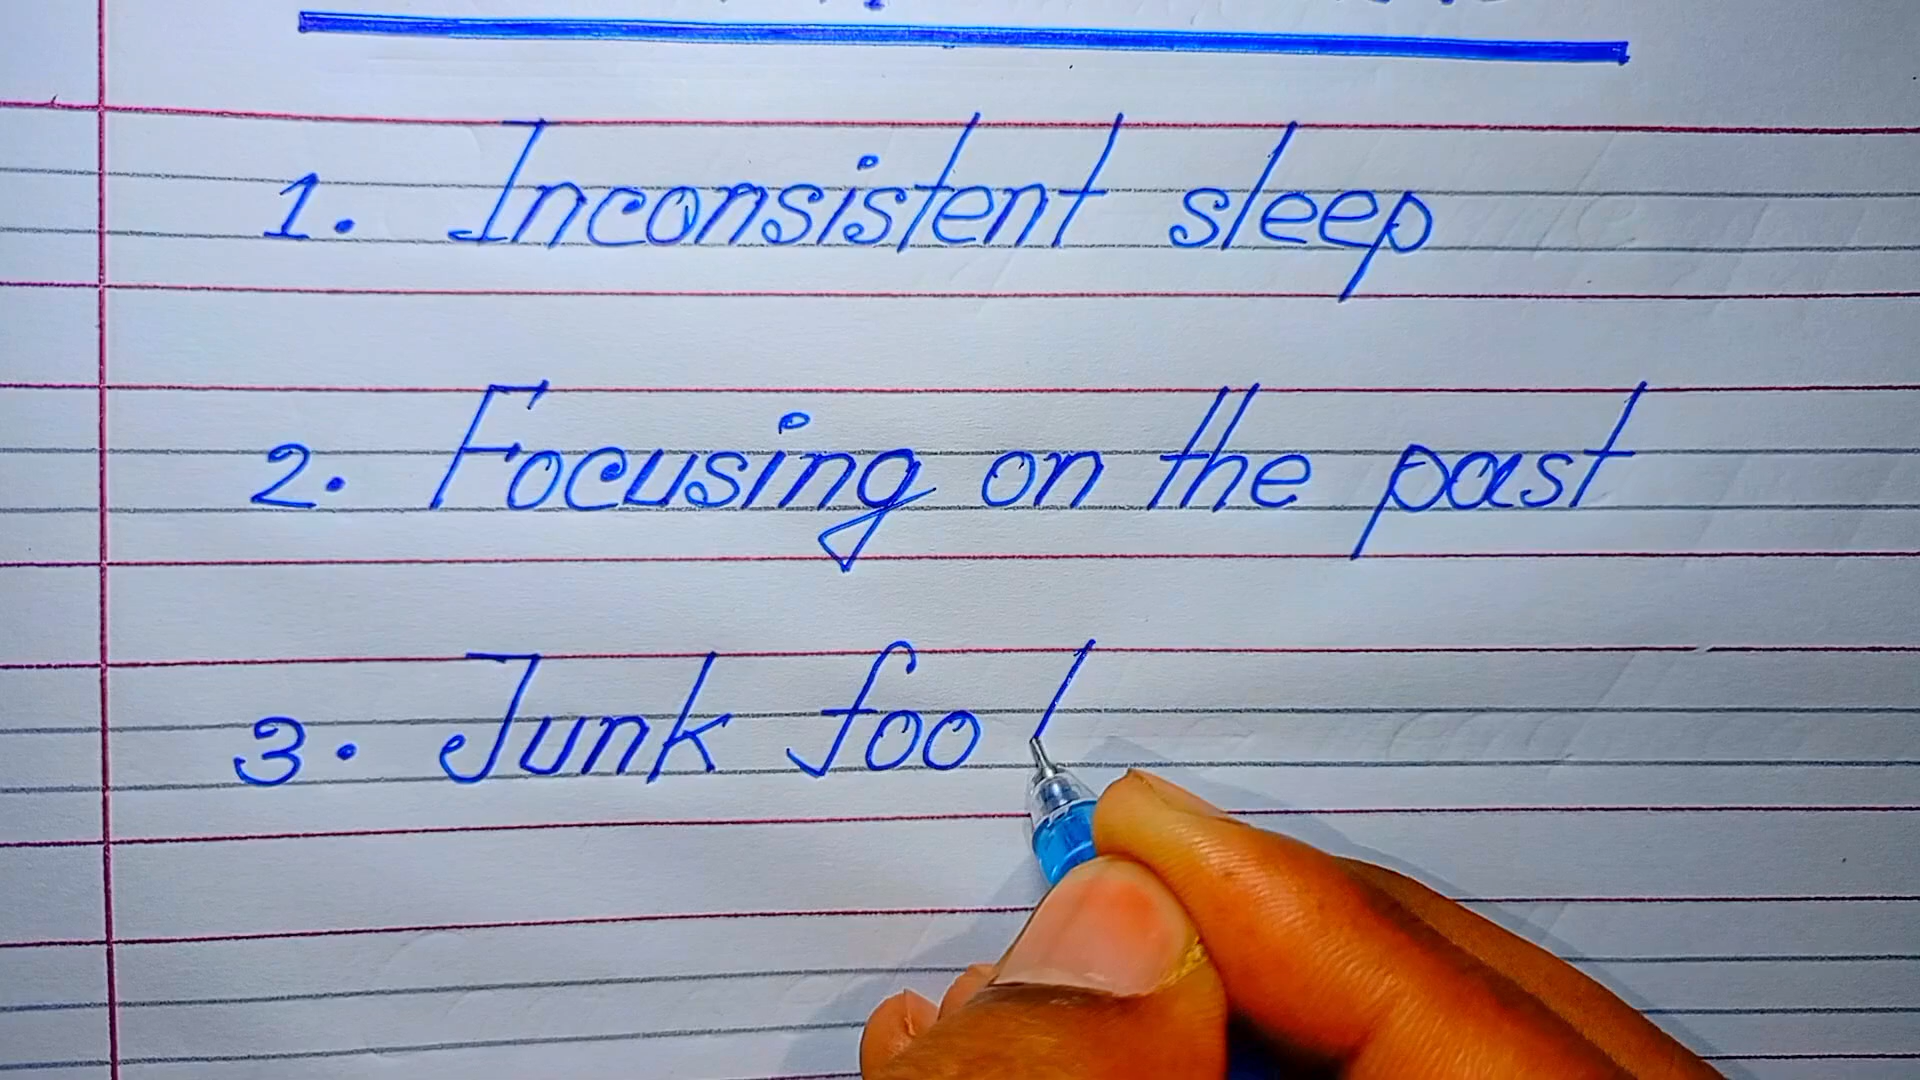 1. Inconsistent sleep
2. Focusing on the past
3. Junk foo